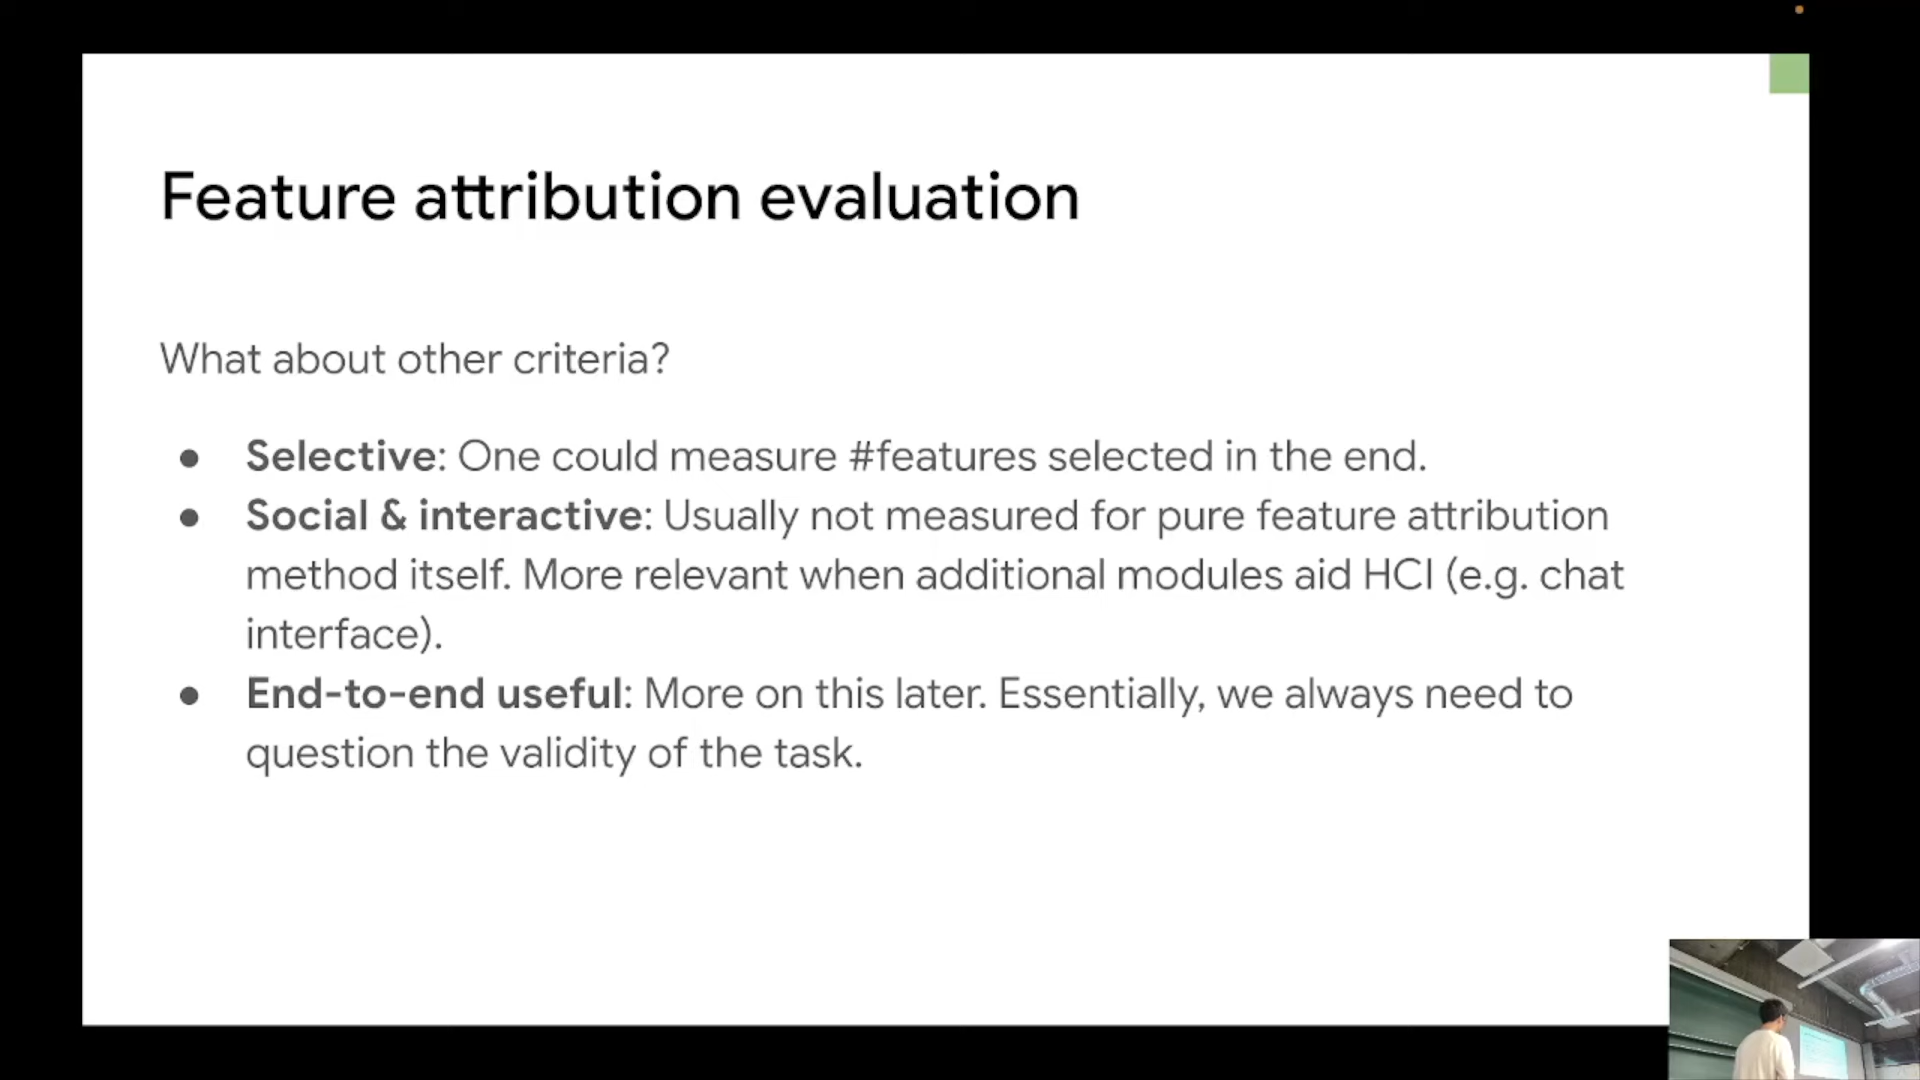 Feature attribution evaluation
What about other criteria?
● Selective: One could measure #features selected in the end.
● Social & interactive: Usually not measured for pure feature attribution
method itself. More relevant when additional modules aid HCI (e.g. chat
interface).
● End-to-end useful: More on this later. Essentially, we always need to
question the validity of the task.